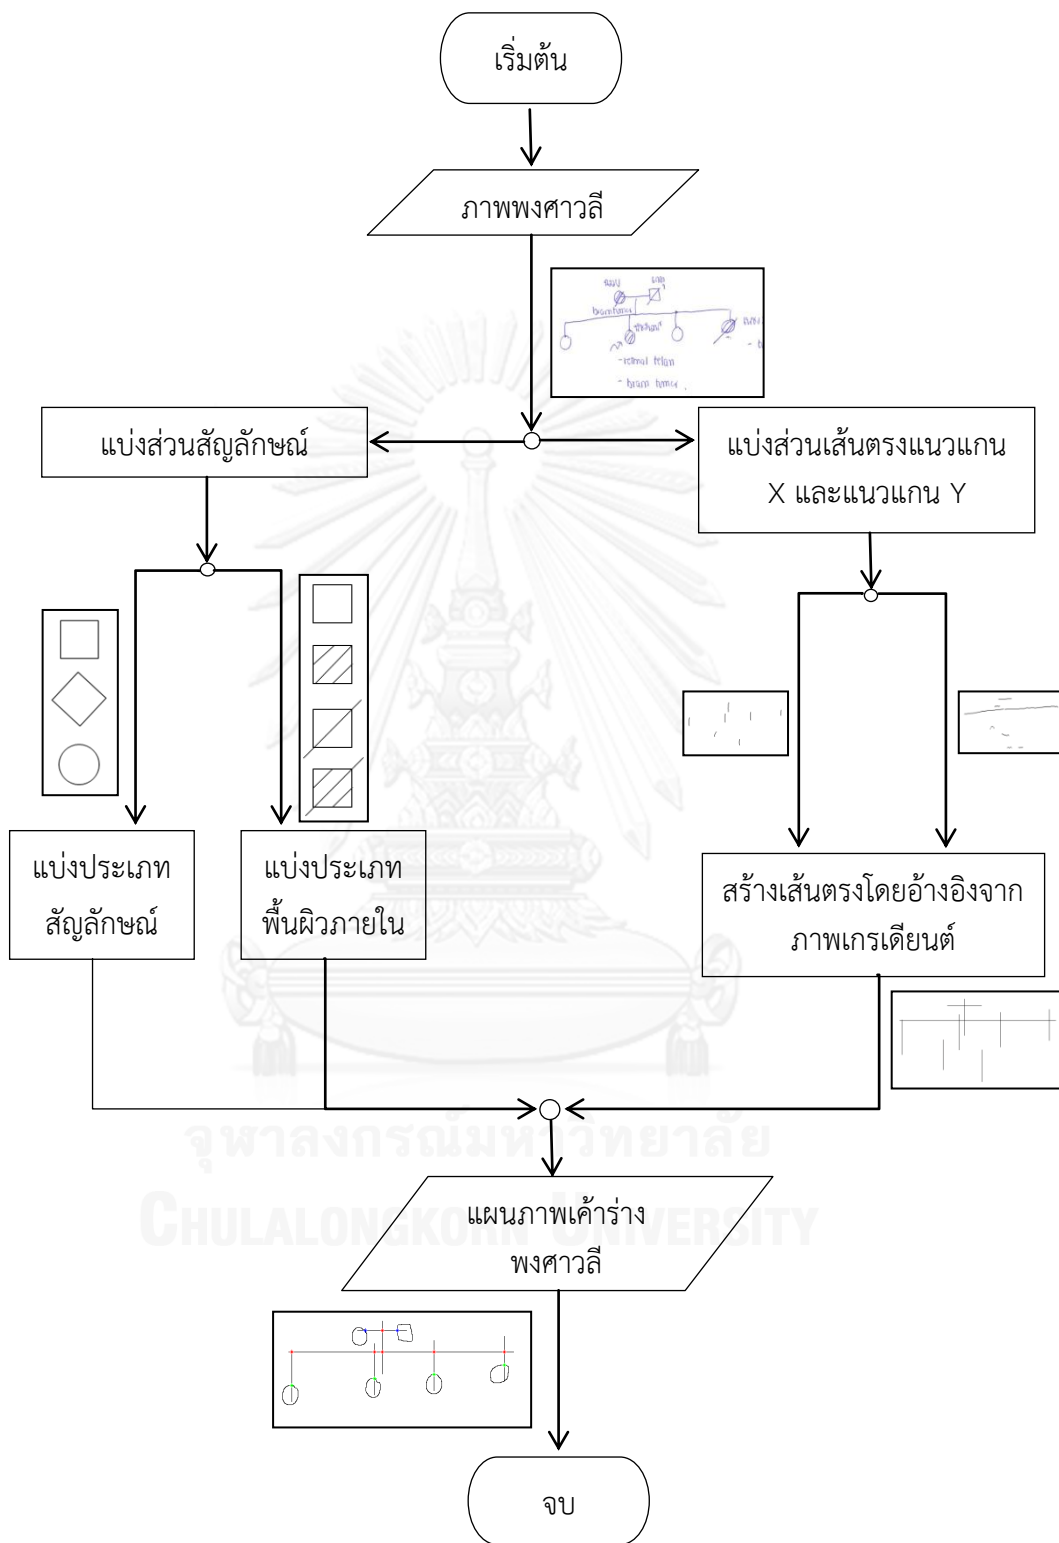 เริ่มต้น
ภาพพงศาวลี
brain tumor
- brain tumor.
แบ่งส่วนสัญลักษณ์
แบ่งส่วนเส้นตรงแนวแกน
X และแนวแกน Y
แบ่งประเภท
สัญลักษณ์
แบ่งประเภท
พื้นผิวภายใน
สร้างเส้นตรงโดยอ้างอิงจาก
ภาพเกรเดียนต์
จุฬาลงกรณ์มหาวิทยาลัย
CHULALONGKORN UNIVERSITY
แผนภาพเค้าร่าง
พงศาวลี
จบ